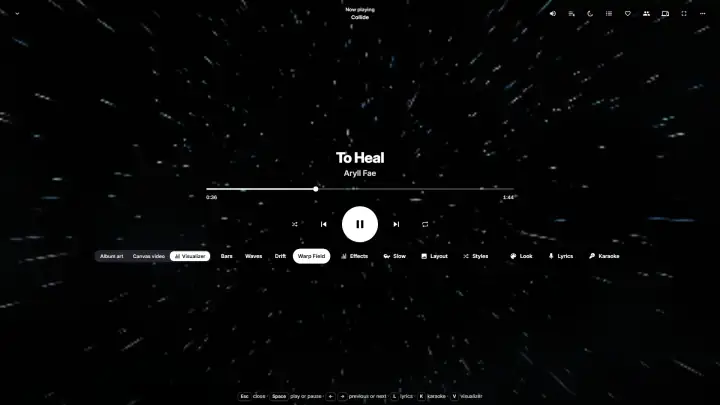 Now playing
Collide
To Heal
Aryll Fae
0:36 1:44
Album art Canvas video Visualizer Bars Waves Drift Warp Field Effects Slow Layout Styles Look Lyrics Karaoke
Esc close · Space play or pause · ← → previous or next · L lyrics · K karaoke · V visualizer